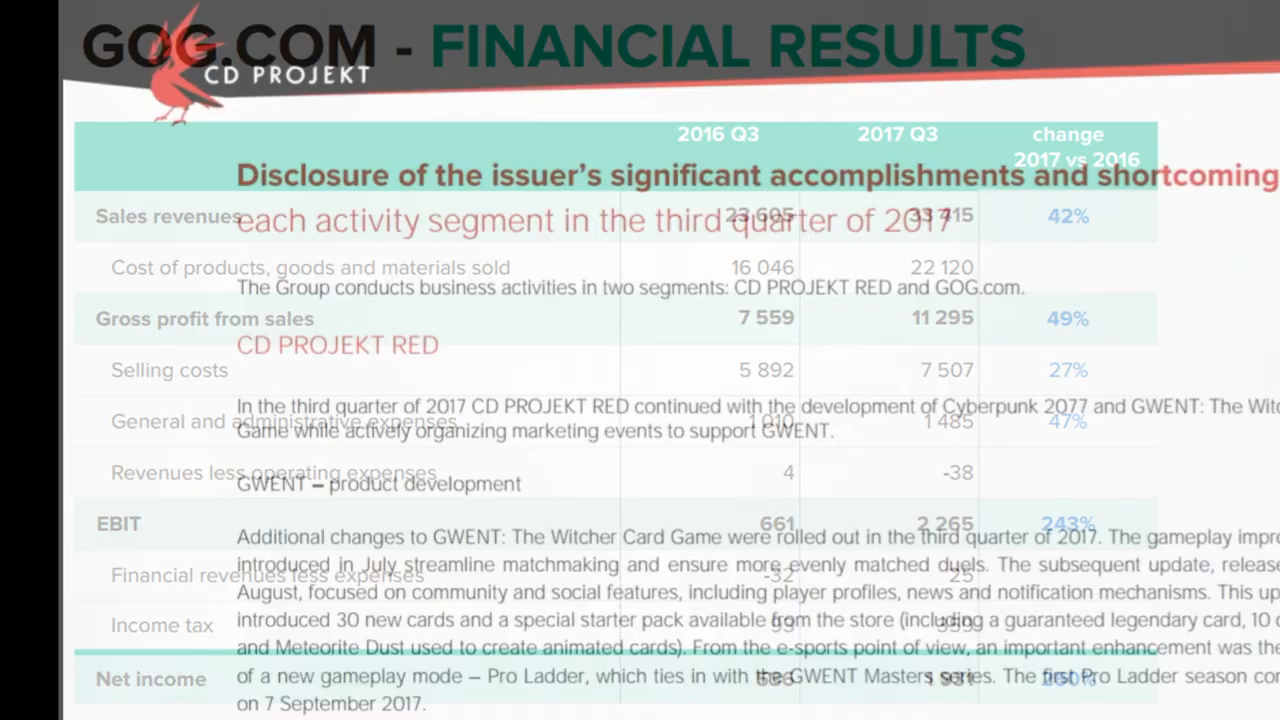 GOG.COM - FINANCIAL RESULTS
CD PROJEKT
2016 Q3 2017 Q3 change 2017 vs 2016
Disclosure of the issuer's significant accomplishments and shortcoming
Sales revenues 23 605 33 415 42%
each activity segment in the third quarter of 2017
Cost of products, goods and materials sold 16 046 22 120
The Group conducts business activities in two segments: CD PROJEKT RED and GOG.com.
Gross profit from sales 7 559 11 295 49%
CD PROJEKT RED
Selling costs 5 892 7 507 27%
In the third quarter of 2017 CD PROJEKT RED continued with the development of Cyberpunk 2077 and GWENT: The Witc
General and administrative expenses 1 010 1 485 47%
Game while actively organizing marketing events to support GWENT.
Revenues less operating expenses 4 -38
GWENT – product development
EBIT 661 2 265 243%
Additional changes to GWENT: The Witcher Card Game were rolled out in the third quarter of 2017. The gameplay impro
introduced in July streamline matchmaking and ensure more evenly matched duels. The subsequent update, release
Financial revenues less expenses -32 25
August, focused on community and social features, including player profiles, news and notification mechanisms. This up
introduced 30 new cards and a special starter pack available from the store (including a guaranteed legendary card, 10
Income tax
and Meteorite Dust used to create animated cards). From the e-sports point of view, an important enhancement was the
Net income
of a new gameplay mode – Pro Ladder, which ties in with the GWENT Masters series. The first Pro Ladder season co
on 7 September 2017.